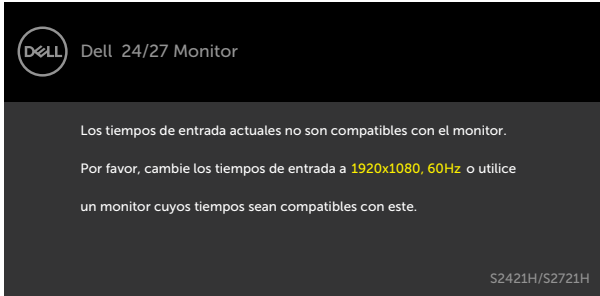 DELL
Dell 24/27 Monitor
Los tiempos de entrada actuales no son compatibles con el monitor.
Por favor, cambie los tiempos de entrada a 1920x1080, 60Hz o utilice
un monitor cuyos tiempos sean compatibles con este.
S2421H/S2721H